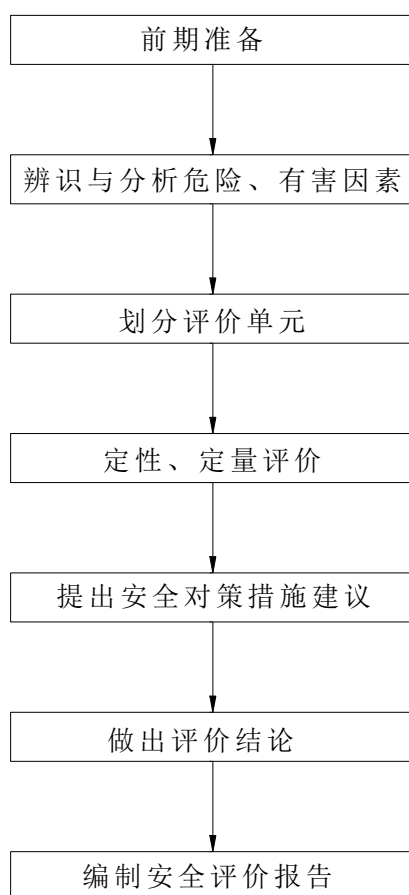 前期准备
辨识与分析危险、有害因素
划分评价单元
定性、定量评价
提出安全对策措施建议
做出评价结论
编制安全评价报告